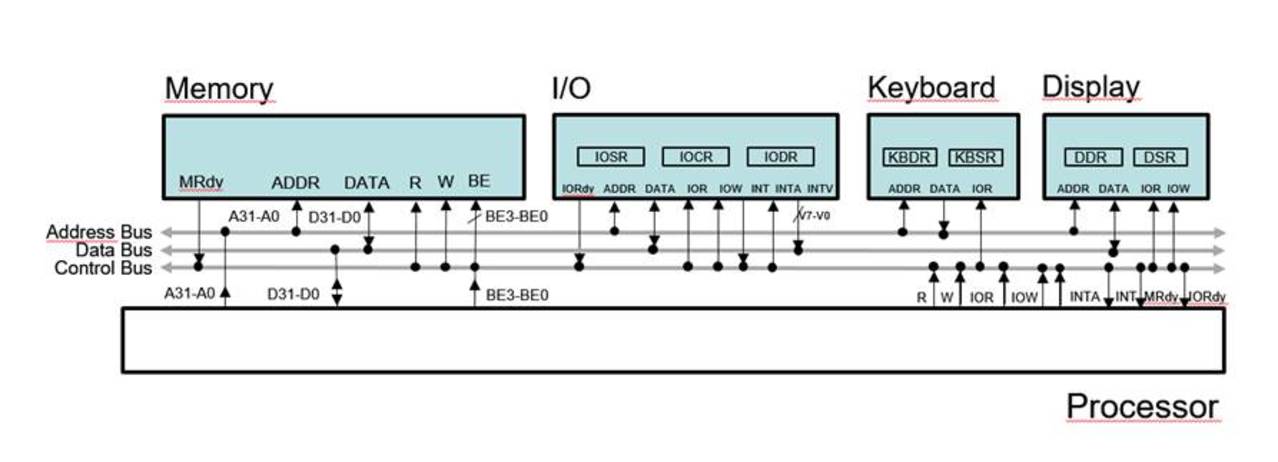 Memory I/O Keyboard Display
IOSR IOCR IODR KBDR KBSR DDR DSR
MRdy ADDR DATA R W BE IORdy ADDR DATA IOR IOW INT INTA INTV ADDR DATA IOR ADDR DATA IOR IOW
A31-A0 D31-D0 BE3-BE0 V7-V0
Address Bus
Data Bus
Control Bus
A31-A0 D31-D0 BE3-BE0 R W IOR IOW INTA INT MRdy IORdy
Processor